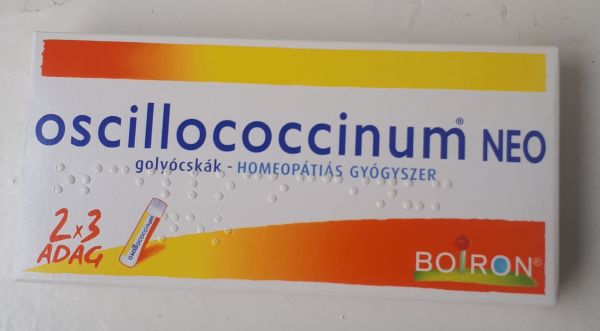 oscillococcinum® NEO
golyócskák - HOMEOPÁTIÁS GYÓGYSZER
2x3
ADAG
oscillococcinum®
BOIRON®